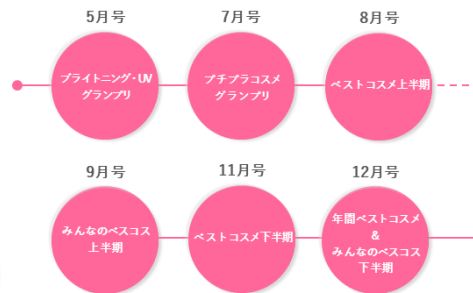 5月号
ブライトニング・UV
グランプリ
7月号
プチプラコスメ
グランプリ
8月号
ベストコスメ上半期
9月号
みんなのベスコス
上半期
11月号
ベストコスメ下半期
12月号
年間ベストコスメ
&
みんなのベスコス
下半期